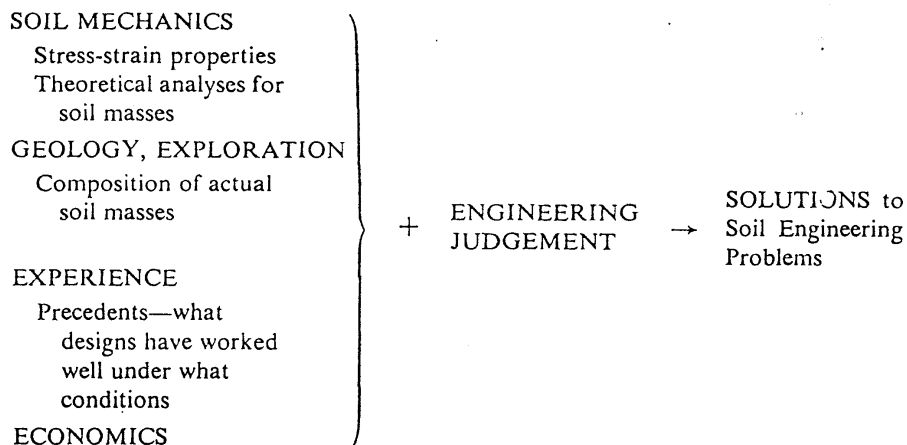 SOIL MECHANICS
Stress-strain properties
Theoretical analyses for
soil masses
GEOLOGY, EXPLORATION
Composition of actual
soil masses
EXPERIENCE
Precedents—what
designs have worked
well under what
conditions
ECONOMICS
+ ENGINEERING
JUDGEMENT
→ SOLUTIONS to
Soil Engineering
Problems